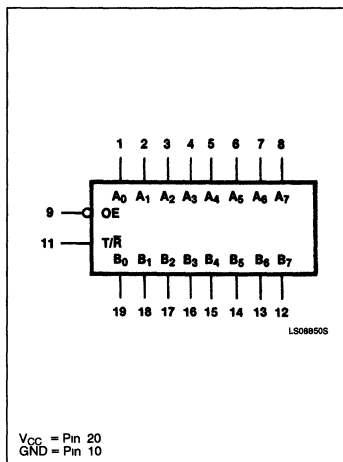 1 2 3 4 5 6 7 8
A0 A1 A2 A3 A4 A5 A6 A7
9 OE
11 T/R̅
B0 B1 B2 B3 B4 B5 B6 B7
19 18 17 16 15 14 13 12
LS08850S
VCC = Pin 20
GND = Pin 10